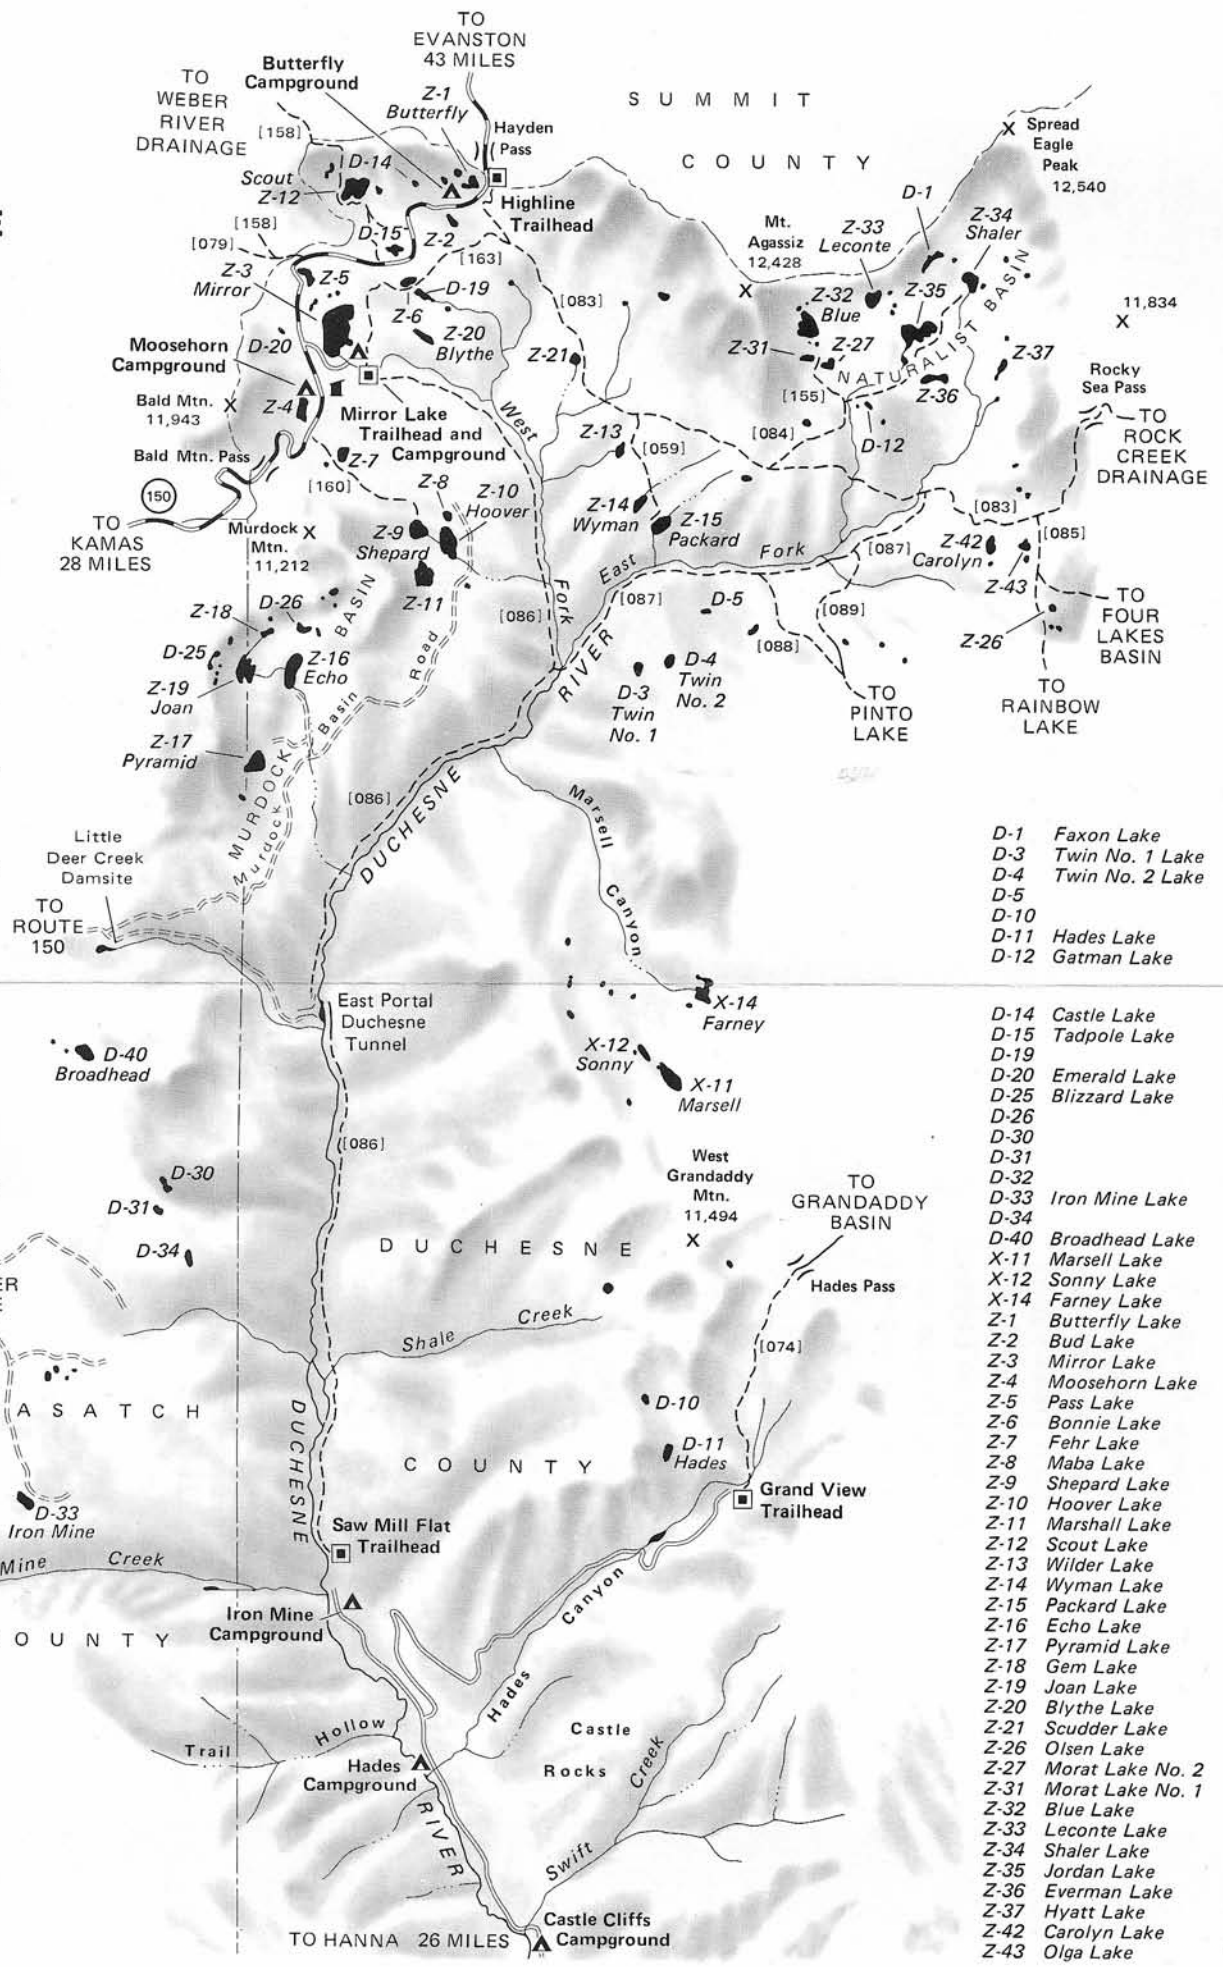 TO
EVANSTON
43 MILES
Butterfly
Campground
TO
WEBER
RIVER
DRAINAGE
Z-1
Butterfly
[158]
Hayden
Pass
SUMMIT
COUNTY
Spread
Eagle
Peak
12,540
D-14
Scout
Z-12
Highline
Trailhead
D-1
Z-34
Shaler
Z-33
Leconte
Mt.
Agassiz
12,428
[158]
[079]
D-15
Z-2
[163]
Z-3
Mirror
Z-5
D-19
Z-6
[083]
Z-32
Blue
Z-35
NATURALIST BASIN
11,834
Z-20
Blythe
D-20
Moosehorn
Campground
Z-21
Z-31
Z-27
Z-37
Z-36
Rocky
Sea Pass
Bald Mtn.
11,943
Z-4
Mirror Lake
Trailhead and
Campground
West
[155]
[084]
D-12
TO
ROCK
CREEK
DRAINAGE
Bald Mtn. Pass
Z-7
[160]
Z-13
[059]
150
TO
KAMAS
28 MILES
Z-8
Z-10
Hoover
Z-14
Wyman
Z-15
Packard
[083]
[085]
Murdock
Mtn.
11,212
Z-9
Shepard
Z-11
Fork
East
Fork
[087]
Z-42
Carolyn
Z-43
BASIN
Z-18
D-26
[086]
[087]
D-5
[089]
[088]
TO
FOUR
LAKES
BASIN
Z-26
D-25
Z-16
Echo
Z-19
Joan
Road
Basin
RIVER
D-4
Twin
No. 2
D-3
Twin
No. 1
TO
PINTO
LAKE
TO
RAINBOW
LAKE
Z-17
Pyramid
MURDOCK
Murdock
[086]
DUCHESNE
Marsell
Canyon
Little
Deer Creek
Damsite
TO
ROUTE
150
D-1 Faxon Lake
D-3 Twin No. 1 Lake
D-4 Twin No. 2 Lake
D-5
D-10
D-11 Hades Lake
D-12 Gatman Lake
East Portal
Duchesne
Tunnel
X-14
Farney
D-40
Broadhead
X-12
Sonny
X-11
Marsell
[086]
D-14 Castle Lake
D-15 Tadpole Lake
D-19
D-20 Emerald Lake
D-25 Blizzard Lake
D-26
D-30
D-31
D-32
D-33 Iron Mine Lake
D-34
D-40 Broadhead Lake
X-11 Marsell Lake
X-12 Sonny Lake
X-14 Farney Lake
Z-1 Butterfly Lake
Z-2 Bud Lake
Z-3 Mirror Lake
Z-4 Moosehorn Lake
Z-5 Pass Lake
Z-6 Bonnie Lake
Z-7 Fehr Lake
Z-8 Maba Lake
Z-9 Shepard Lake
Z-10 Hoover Lake
Z-11 Marshall Lake
Z-12 Scout Lake
Z-13 Wilder Lake
Z-14 Wyman Lake
Z-15 Packard Lake
Z-16 Echo Lake
Z-17 Pyramid Lake
Z-18 Gem Lake
Z-19 Joan Lake
Z-20 Blythe Lake
Z-21 Scudder Lake
Z-26 Olsen Lake
Z-27 Morat Lake No. 2
Z-31 Morat Lake No. 1
Z-32 Blue Lake
Z-33 Leconte Lake
Z-34 Shaler Lake
Z-35 Jordan Lake
Z-36 Everman Lake
Z-37 Hyatt Lake
Z-42 Carolyn Lake
Z-43 Olga Lake
West
Grandaddy
Mtn.
11,494
TO
GRANDADDY
BASIN
D-30
D-31
D-34
DUCHESNE
Hades Pass
ER
Shale Creek
[074]
ASATCH
DUCHESNE
D-10
D-11
Hades
COUNTY
Grand View
Trailhead
D-33
Iron Mine
Saw Mill Flat
Trailhead
Mine Creek
Canyon
Iron Mine
Campground
OUNTY
Hades
Hollow
Trail
Castle
Rocks
Creek
Hades
Campground
RIVER
Swift
Castle Cliffs
Campground
TO HANNA 26 MILES